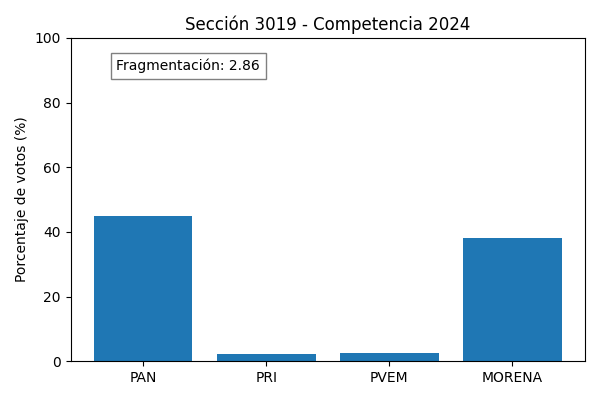 Sección 3019 - Competencia 2024
Fragmentación: 2.86
Porcentaje de votos (%)
100
80
60
40
20
0
PAN PRI PVEM MORENA